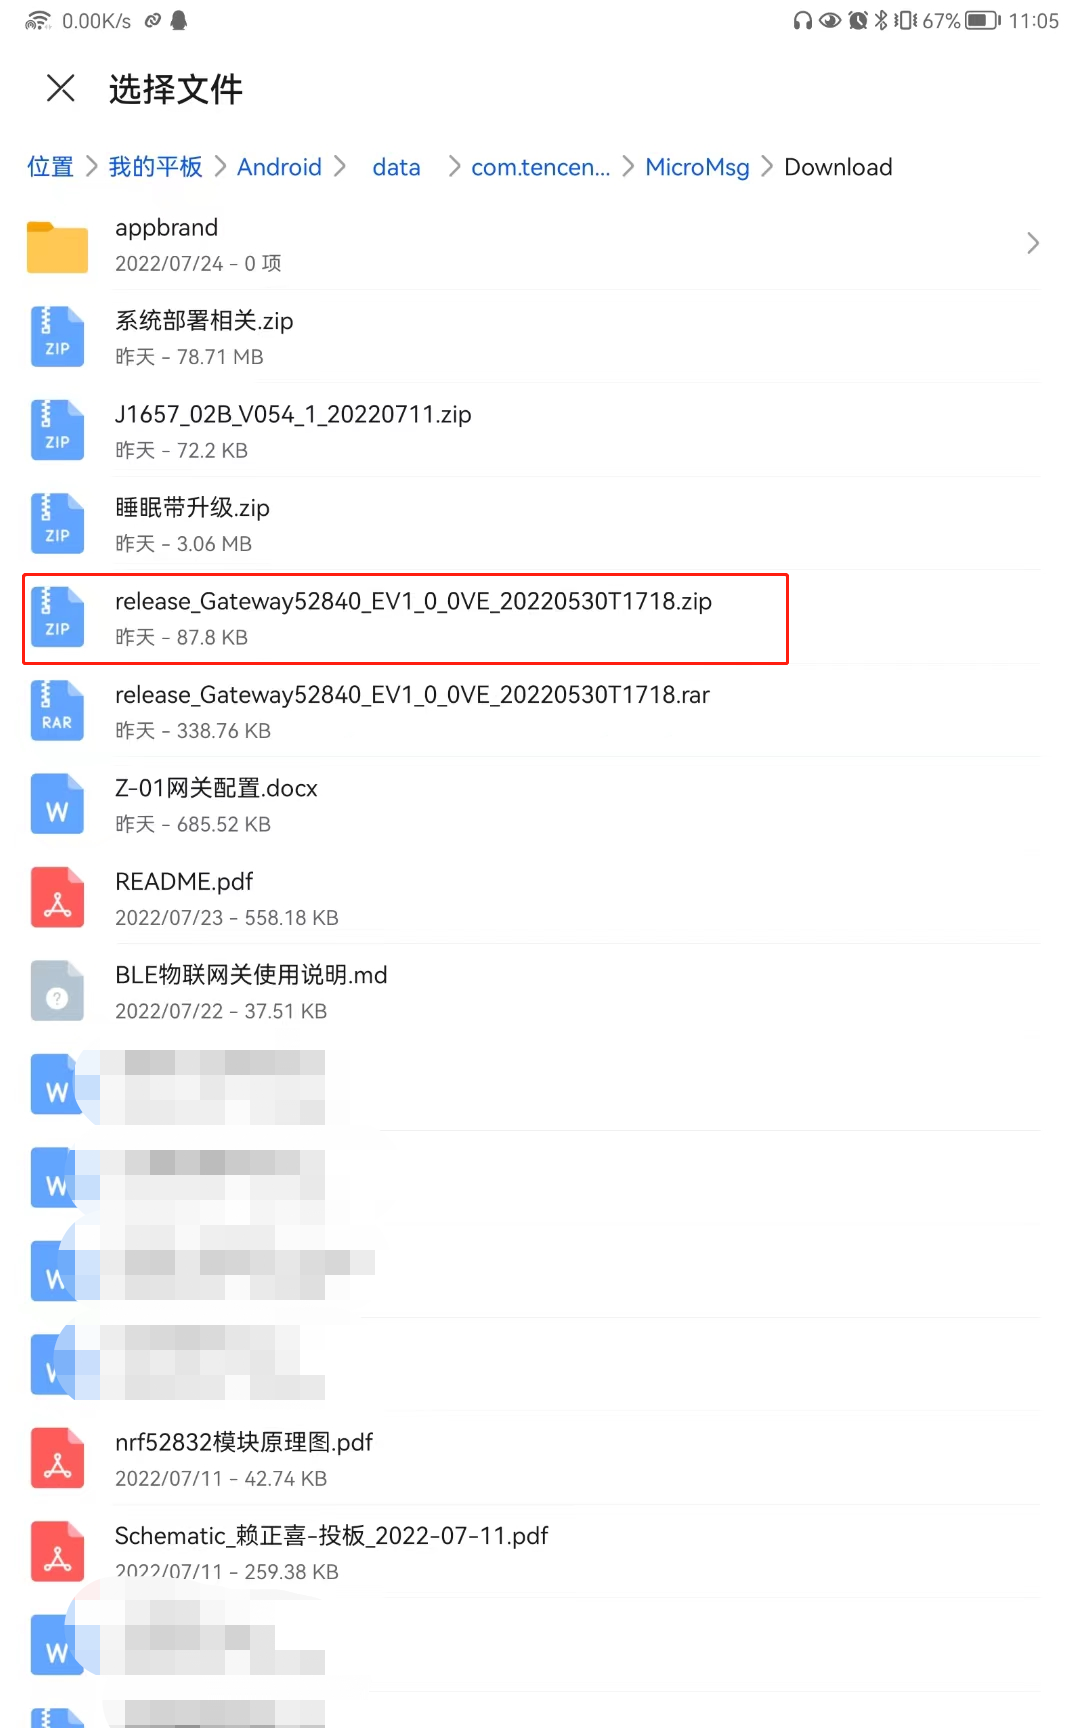 0.00K/s
67% 11:05
选择文件
位置 我的平板 Android data com.tencen... MicroMsg Download
appbrand
2022/07/24 - 0 项
ZIP
系统部署相关.zip
昨天 - 78.71 MB
ZIP
J1657_02B_V054_1_20220711.zip
昨天 - 72.2 KB
ZIP
睡眠带升级.zip
昨天 - 3.06 MB
ZIP
release_Gateway52840_EV1_0_0VE_20220530T1718.zip
昨天 - 87.8 KB
RAR
release_Gateway52840_EV1_0_0VE_20220530T1718.rar
昨天 - 338.76 KB
W
Z-01网关配置.docx
昨天 - 685.52 KB
README.pdf
2022/07/23 - 558.18 KB
?
BLE物联网关使用说明.md
2022/07/22 - 37.51 KB
W
W
W
W
nrf52832模块原理图.pdf
2022/07/11 - 42.74 KB
Schematic_赖正喜-投板_2022-07-11.pdf
2022/07/11 - 259.38 KB
W